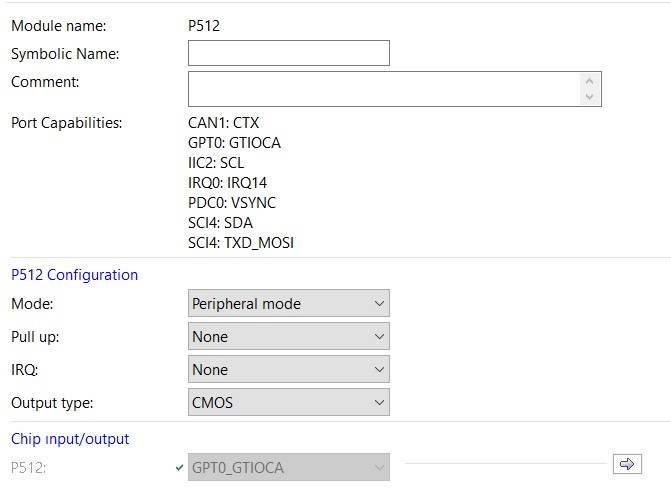 Module name: P512
Symbolic Name:
Comment:
Port Capabilities: CAN1: CTX
GPT0: GTIOCA
IIC2: SCL
IRQ0: IRQ14
PDC0: VSYNC
SCI4: SDA
SCI4: TXD_MOSI
P512 Configuration
Mode: Peripheral mode
Pull up: None
IRQ: None
Output type: CMOS
Chip input/output
P512: GPT0_GTIOCA